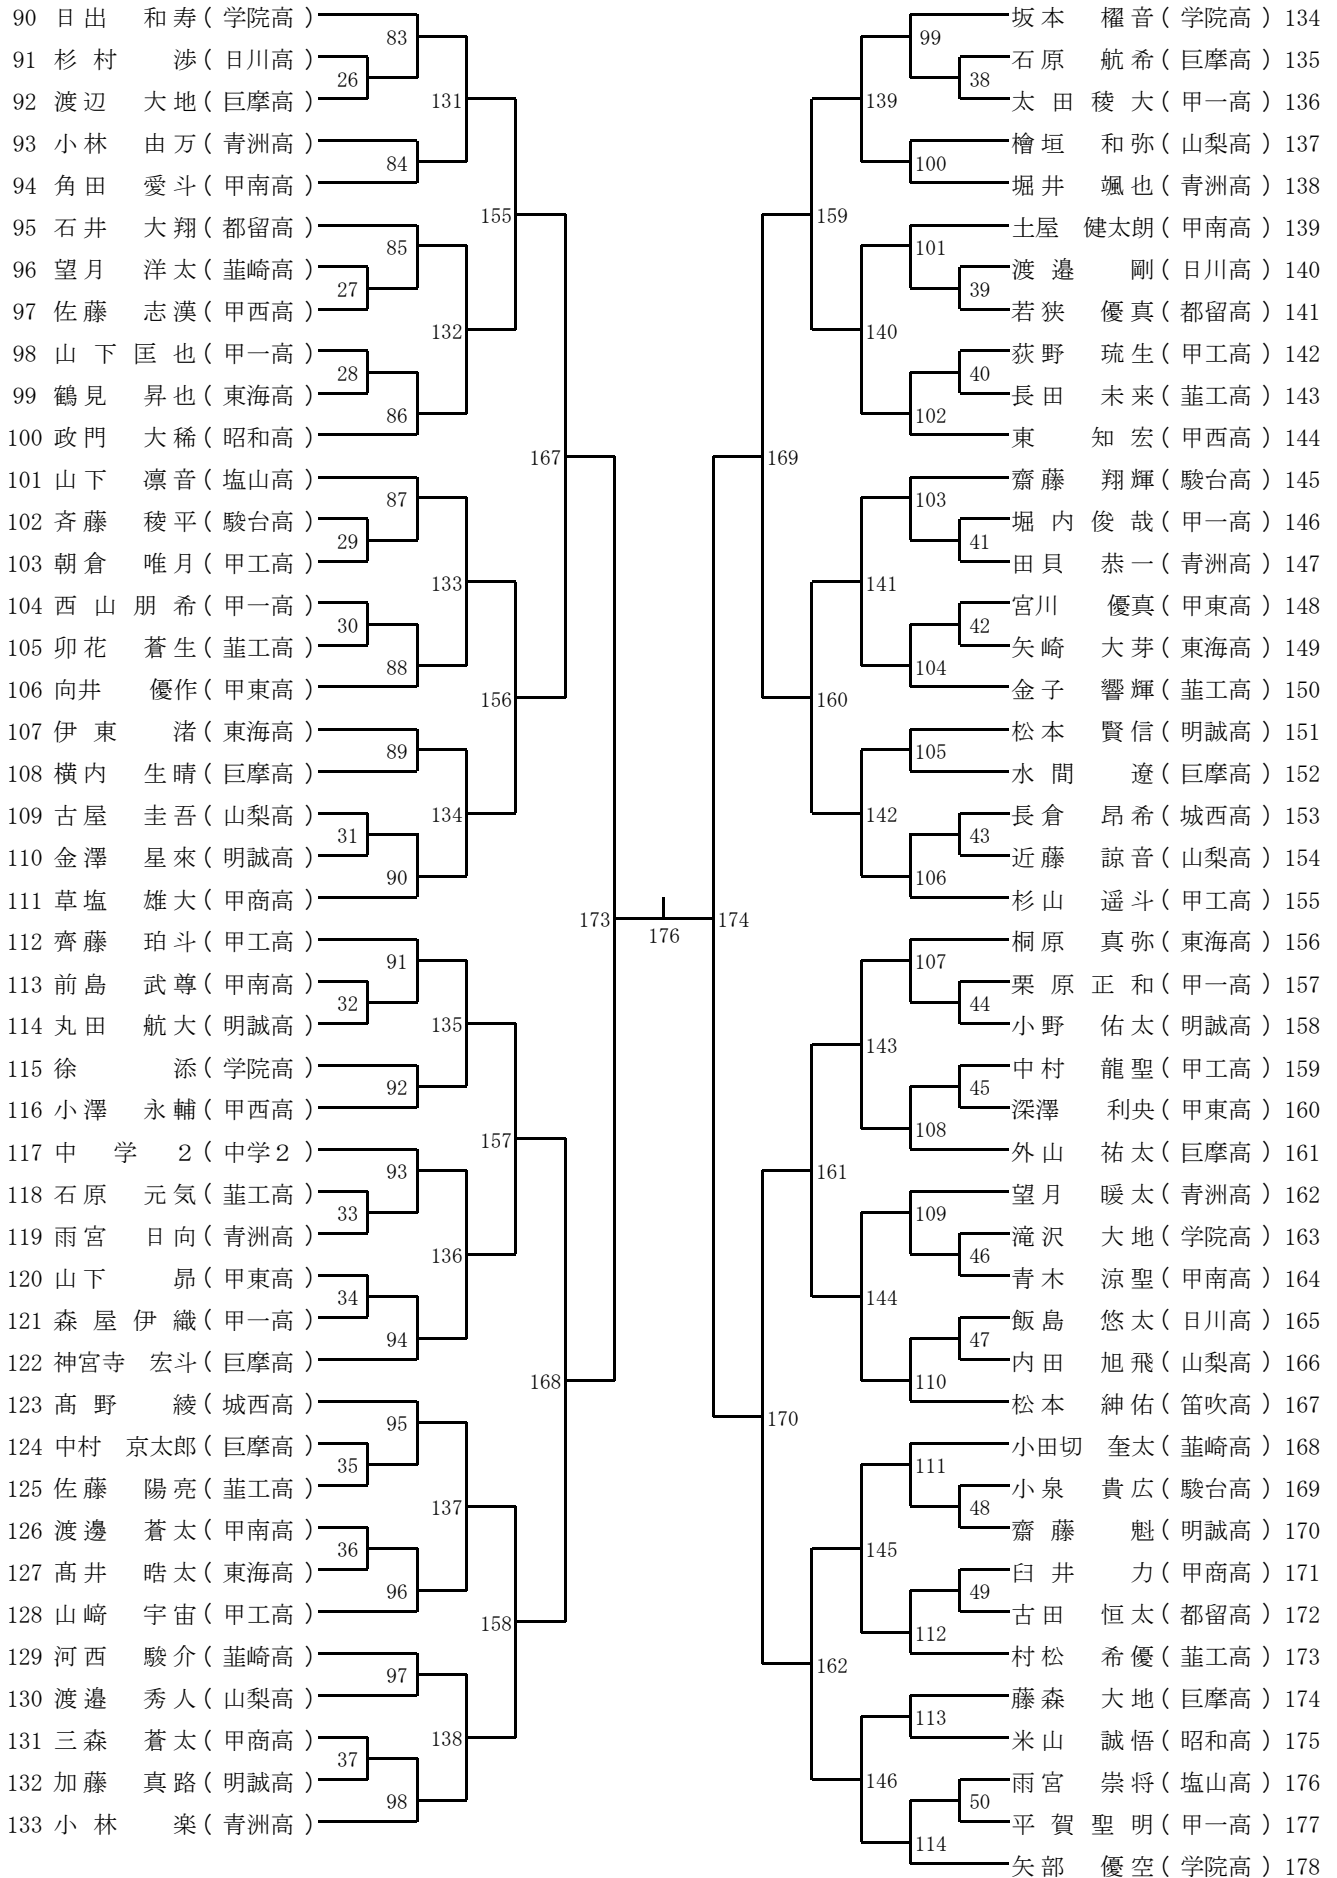 90 日出 和寿 ( 学院高 )
83
91 杉村 渉 ( 日川高 )
26
92 渡辺 大地 ( 巨摩高 )
131
93 小林 由万 ( 青洲高 )
84
94 角田 愛斗 ( 甲南高 )
155
95 石井 大翔 ( 都留高 )
85
96 望月 洋太 ( 韮崎高 )
27
97 佐藤 志漢 ( 甲西高 )
132
98 山下匡也 ( 甲一高 )
28
99 鶴見 昇也 ( 東海高 )
86
100 政門 大稀 ( 昭和高 )
167
101 山下 凛音 ( 塩山高 )
87
102 斉藤 稜平 ( 駿台高 )
29
103 朝倉 唯月 ( 甲工高 )
133
104 西山朋希 ( 甲一高 )
30
105 卯花 蒼生 ( 韮工高 )
88
106 向井 優作 ( 甲東高 )
156
107 伊東 渚 ( 東海高 )
89
108 横内 生晴 ( 巨摩高 )
109 古屋 圭吾 ( 山梨高 )
134
31
110 金澤 星來 ( 明誠高 )
90
111 草塩 雄大 ( 甲商高 )
173
112 齊藤 珀斗 ( 甲工高 )
91
113 前島 武尊 ( 甲南高 )
32
114 丸田 航大 ( 明誠高 )
135
115 徐 添 ( 学院高 )
92
116 小澤 永輔 ( 甲西高 )
157
117 中学2 ( 中学2 )
93
118 石原 元気 ( 韮工高 )
33
119 雨宮 日向 ( 青洲高 )
136
120 山下 昴 ( 甲東高 )
34
121 森屋伊織 ( 甲一高 )
94
122 神宮寺 宏斗 ( 巨摩高 )
168
123 髙野 綾 ( 城西高 )
95
124 中村 京太郎 ( 巨摩高 )
35
125 佐藤 陽亮 ( 韮工高 )
137
126 渡邊 蒼太 ( 甲南高 )
36
127 髙井 晧太 ( 東海高 )
96
128 山﨑 宇宙 ( 甲工高 )
158
129 河西 駿介 ( 韮崎高 )
97
130 渡邉 秀人 ( 山梨高 )
131 三森 蒼太 ( 甲商高 )
138
37
132 加藤 真路 ( 明誠高 )
98
133 小林 楽 ( 青洲高 )
176
坂本 櫂音 ( 学院高 ) 134
99
石原 航希 ( 巨摩高 ) 135
38
太田稜大 ( 甲一高 ) 136
139
檜垣 和弥 ( 山梨高 ) 137
100
堀井 颯也 ( 青洲高 ) 138
159
土屋 健太朗 ( 甲南高 ) 139
101
渡邉 剛 ( 日川高 ) 140
39
若狭 優真 ( 都留高 ) 141
140
荻野 琉生 ( 甲工高 ) 142
40
長田 未来 ( 韮工高 ) 143
102
東 知宏 ( 甲西高 ) 144
169
齋藤 翔輝 ( 駿台高 ) 145
103
堀内俊哉 ( 甲一高 ) 146
41
田貝 恭一 ( 青洲高 ) 147
141
宮川 優真 ( 甲東高 ) 148
42
矢崎 大芽 ( 東海高 ) 149
104
金子 響輝 ( 韮工高 ) 150
160
松本 賢信 ( 明誠高 ) 151
105
水間 遼 ( 巨摩高 ) 152
142
長倉 昂希 ( 城西高 ) 153
43
近藤 諒音 ( 山梨高 ) 154
106
杉山 遥斗 ( 甲工高 ) 155
174
桐原 真弥 ( 東海高 ) 156
107
栗原正和 ( 甲一高 ) 157
44
小野 佑太 ( 明誠高 ) 158
143
中村 龍聖 ( 甲工高 ) 159
45
深澤 利央 ( 甲東高 ) 160
108
外山 祐太 ( 巨摩高 ) 161
161
望月 暖太 ( 青洲高 ) 162
109
滝沢 大地 ( 学院高 ) 163
46
青木 涼聖 ( 甲南高 ) 164
144
飯島 悠太 ( 日川高 ) 165
47
内田 旭飛 ( 山梨高 ) 166
110
松本 紳佑 ( 笛吹高 ) 167
170
小田切 奎太 ( 韮崎高 ) 168
111
小泉 貴広 ( 駿台高 ) 169
48
齋藤 魁 ( 明誠高 ) 170
145
臼井 力 ( 甲商高 ) 171
49
古田 恒太 ( 都留高 ) 172
112
村松 希優 ( 韮工高 ) 173
162
藤森 大地 ( 巨摩高 ) 174
113
米山 誠悟 ( 昭和高 ) 175
146
雨宮 崇将 ( 塩山高 ) 176
50
平賀聖明 ( 甲一高 ) 177
114
矢部 優空 ( 学院高 ) 178